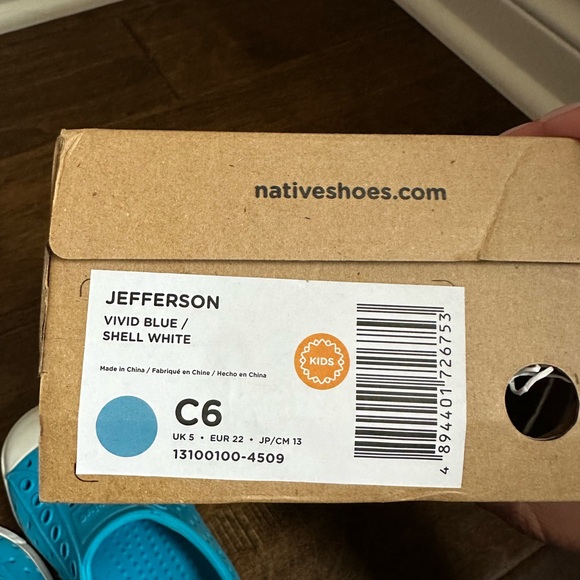 nativeshoes.com
JEFFERSON
VIVID BLUE /
SHELL WHITE
Made in China / Fabriqué en Chine / Hecho en China
KIDS
C6
UK 5 • EUR 22 • JP/CM 13
13100100-4509
4 894401 726753